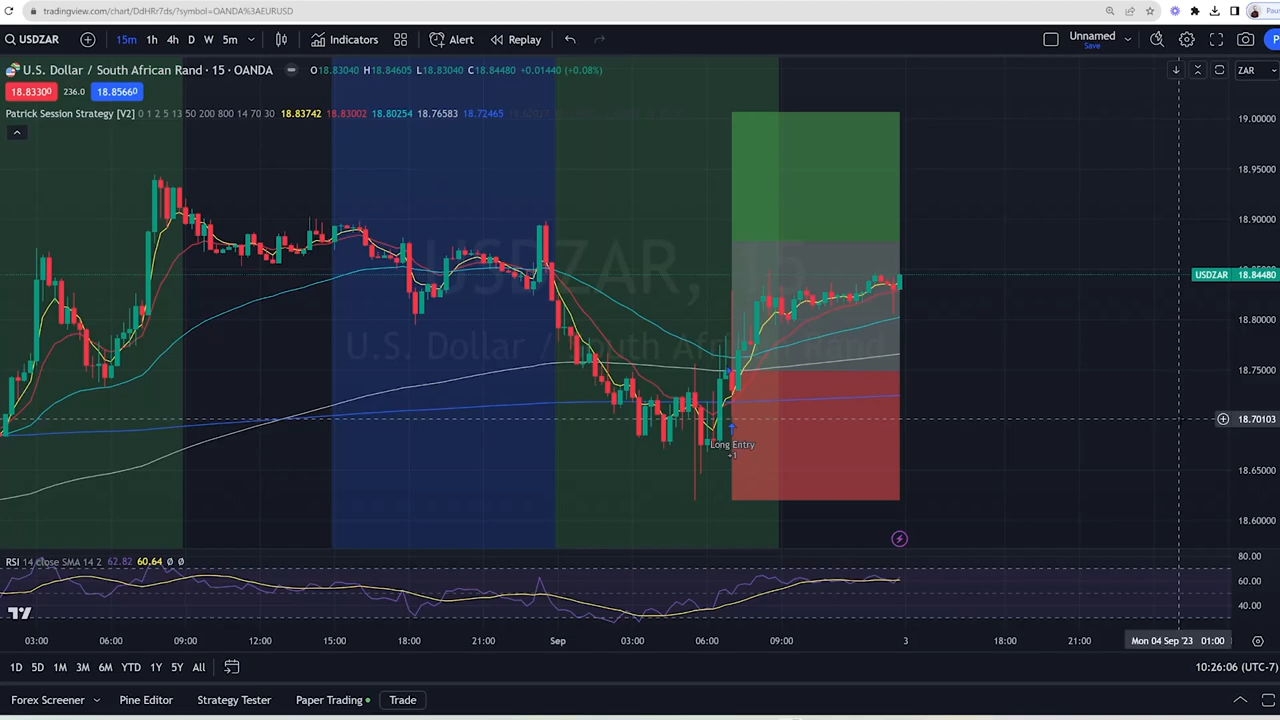 tradingview.com/chart/DdHRr7ds/?symbol=OANDA%3AEURUSD
USDZAR 15m 1h 4h D W 5m Indicators Alert Replay Unnamed
Save
U.S. Dollar / South African Rand · 15 · OANDA O18.83040 H18.84605 L18.83040 C18.84480 +0.01440 (+0.08%)
ZAR
18.83300 236.0 18.85660
Patrick Session Strategy [V2] 0 1 2 5 13 50 200 800 14 70 30 18.83742 18.83002 18.80254 18.76583 18.72465
19.00000
18.95000
18.90000
USDZAR, 15
USDZAR 18.84480
18.80000
U.S. Dollar / South African Rand
18.75000
18.70103
Long Entry
+1
18.65000
18.60000
RSI 14 close SMA 14 2 62.82 60.64 Ø Ø
80.00
60.00
40.00
03:00 06:00 09:00 12:00 15:00 18:00 21:00 Sep 03:00 06:00 09:00 3 18:00 21:00 Mon 04 Sep '23 01:00
1D 5D 1M 3M 6M YTD 1Y 5Y All
10:26:06 (UTC-7)
Forex Screener Pine Editor Strategy Tester Paper Trading Trade